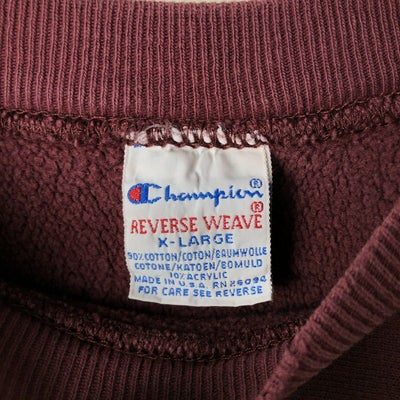 Champion®
REVERSE WEAVE®
X-LARGE
90% COTTON/COTON/BAUMWOLLE
COTONE/KATOEN/BOMULD
10% ACRYLIC
MADE IN U.S.A. RN#6094
FOR CARE SEE REVERSE